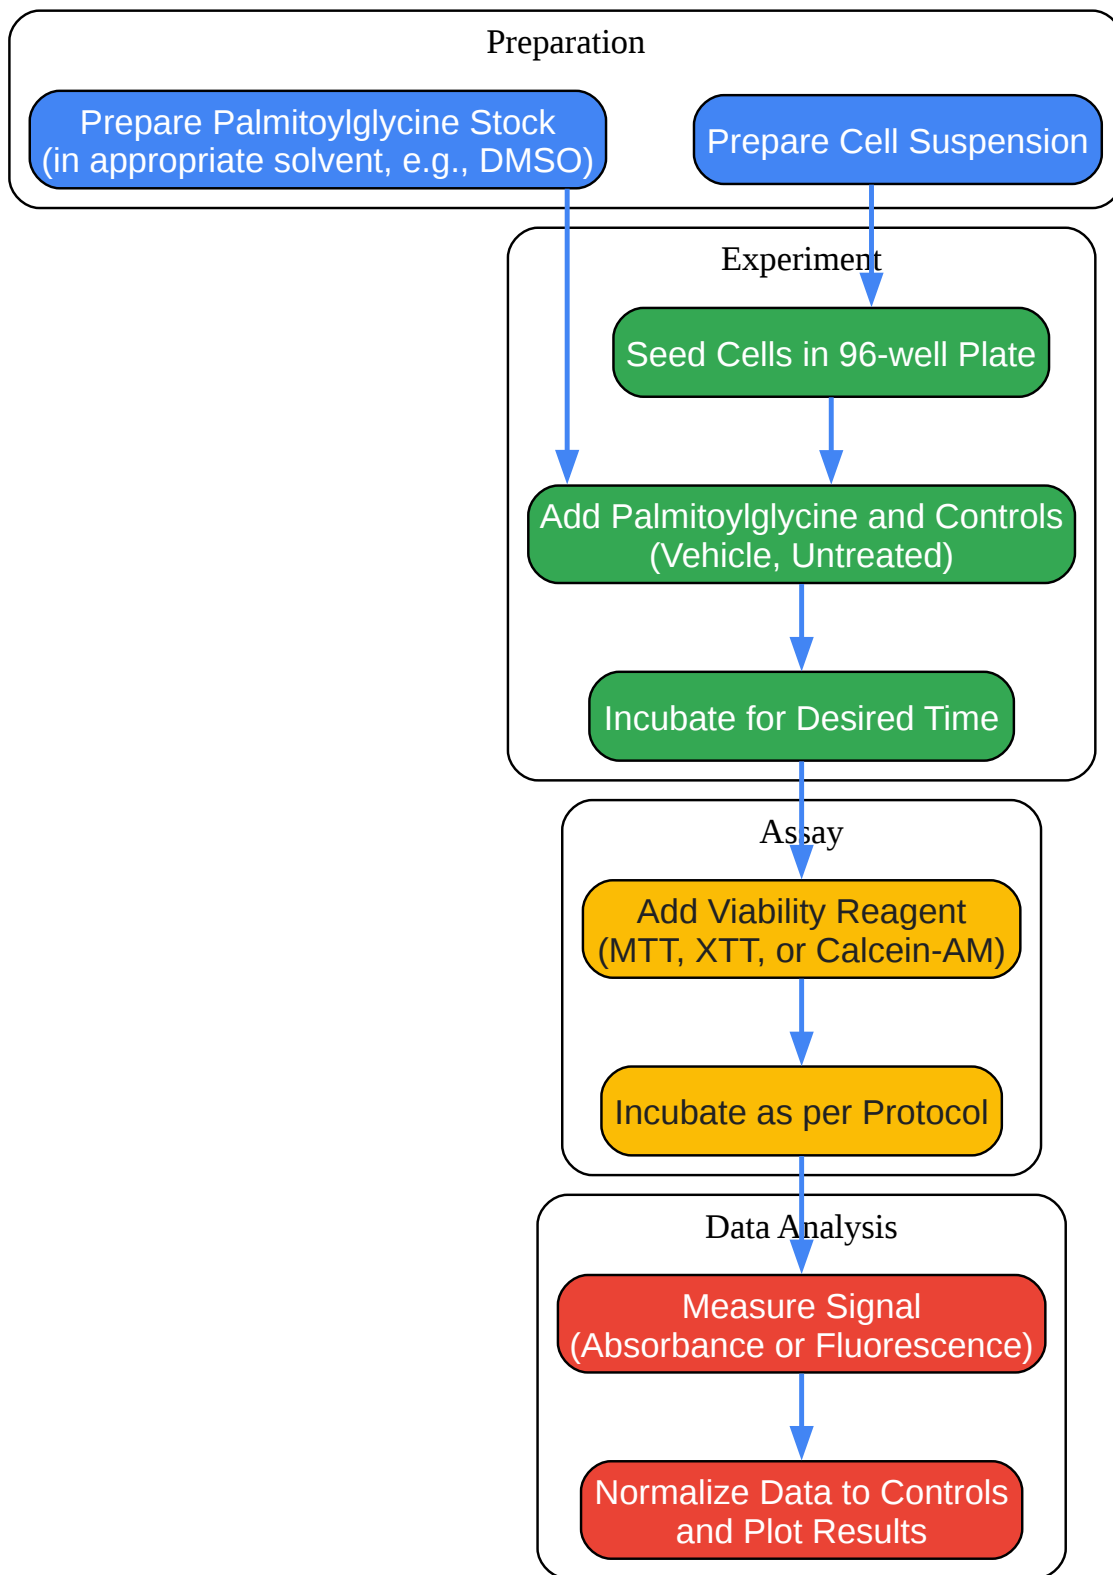 Preparation
Prepare Palmitoylglycine Stock
(in appropriate solvent, e.g., DMSO)
Prepare Cell Suspension
Experiment
Seed Cells in 96-well Plate
Add Palmitoylglycine and Controls
(Vehicle, Untreated)
Incubate for Desired Time
Assay
Add Viability Reagent
(MTT, XTT, or Calcein-AM)
Incubate as per Protocol
Data Analysis
Measure Signal
(Absorbance or Fluorescence)
Normalize Data to Controls
and Plot Results